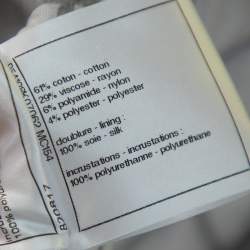 61% coton - cotton
29% viscose - rayon
6% polyamide - nylon
4% polyester - polyester
doublure - lining :
100% soie - silk
incrustations - incrustations :
100% polyurethanne - polyurethane